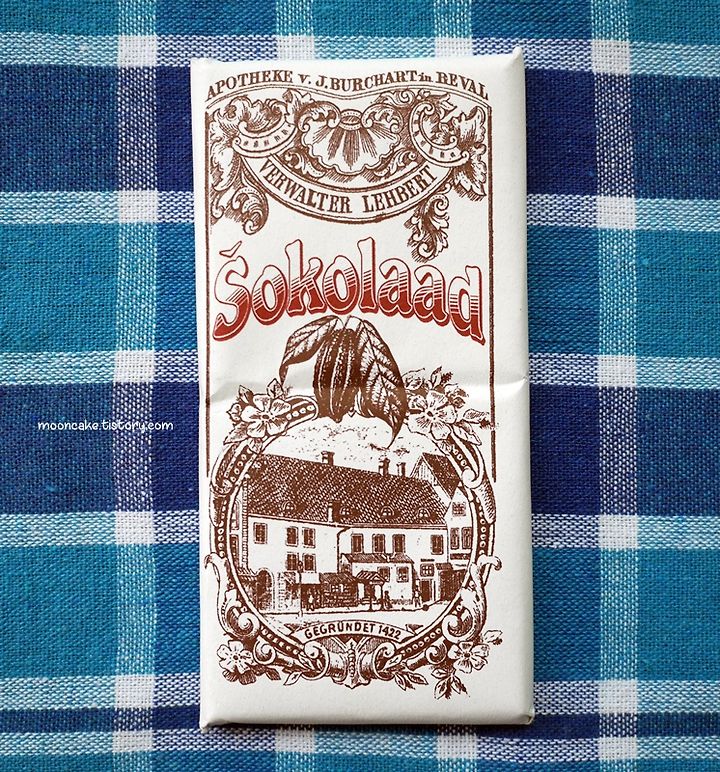 APOTHEKE v. J. BURCHART in REVAL
VERWALTER LEHBERT
Šokolaad
mooncake.tistory.com
GEGRÜNDET 1422